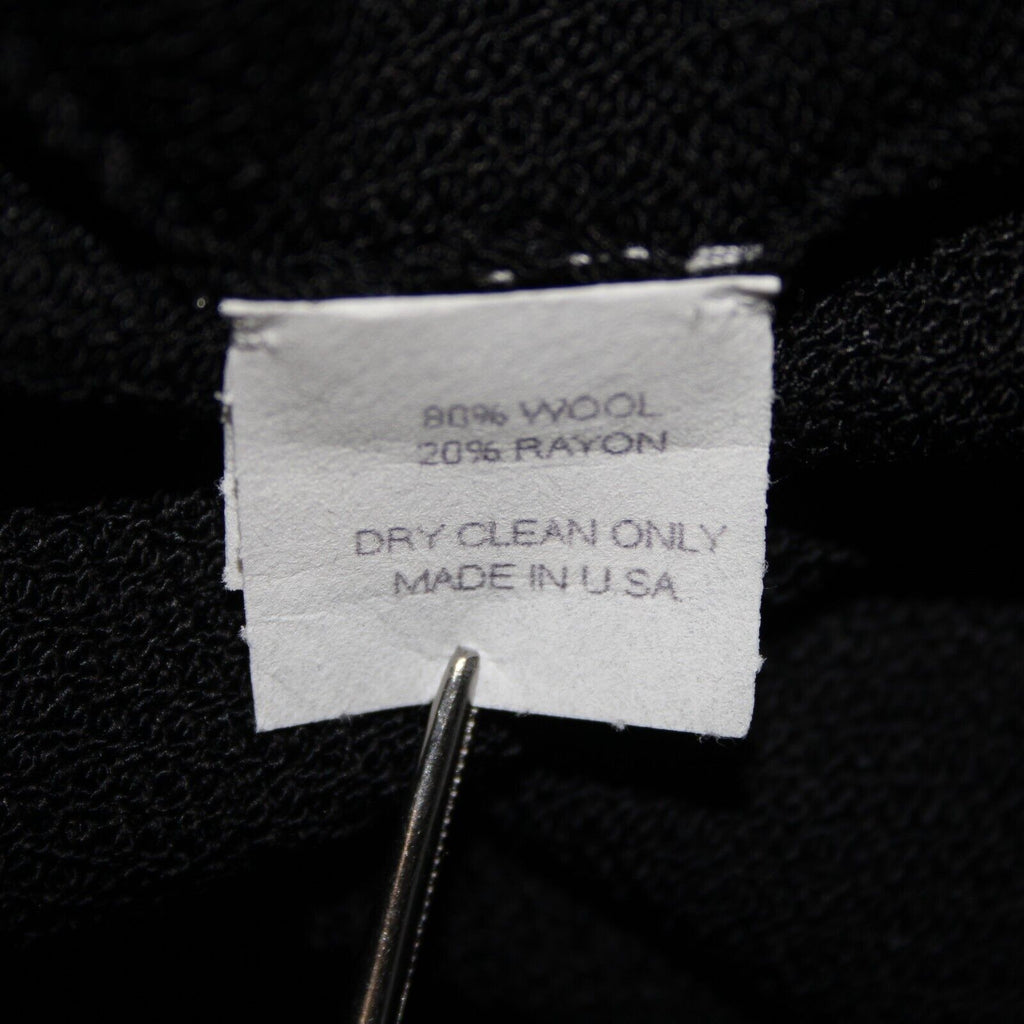 80% WOOL
20% RAYON
DRY CLEAN ONLY
MADE IN U.S.A.